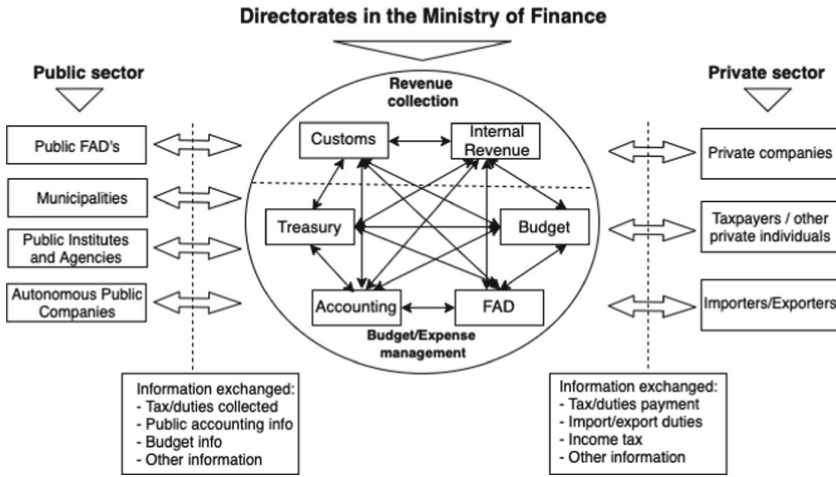 Directorates in the Ministry of Finance
Public sector
Private sector
Revenue
collection
Customs
Internal
Revenue
Treasury
Budget
Accounting
FAD
Budget/Expense
management
Public FAD's
Municipalities
Public Institutes
and Agencies
Autonomous Public
Companies
Private companies
Taxpayers / other
private individuals
Importers/Exporters
Information exchanged:
- Tax/duties collected
- Public accounting info
- Budget info
- Other information
Information exchanged:
- Tax/duties payment
- Import/export duties
- Income tax
- Other information